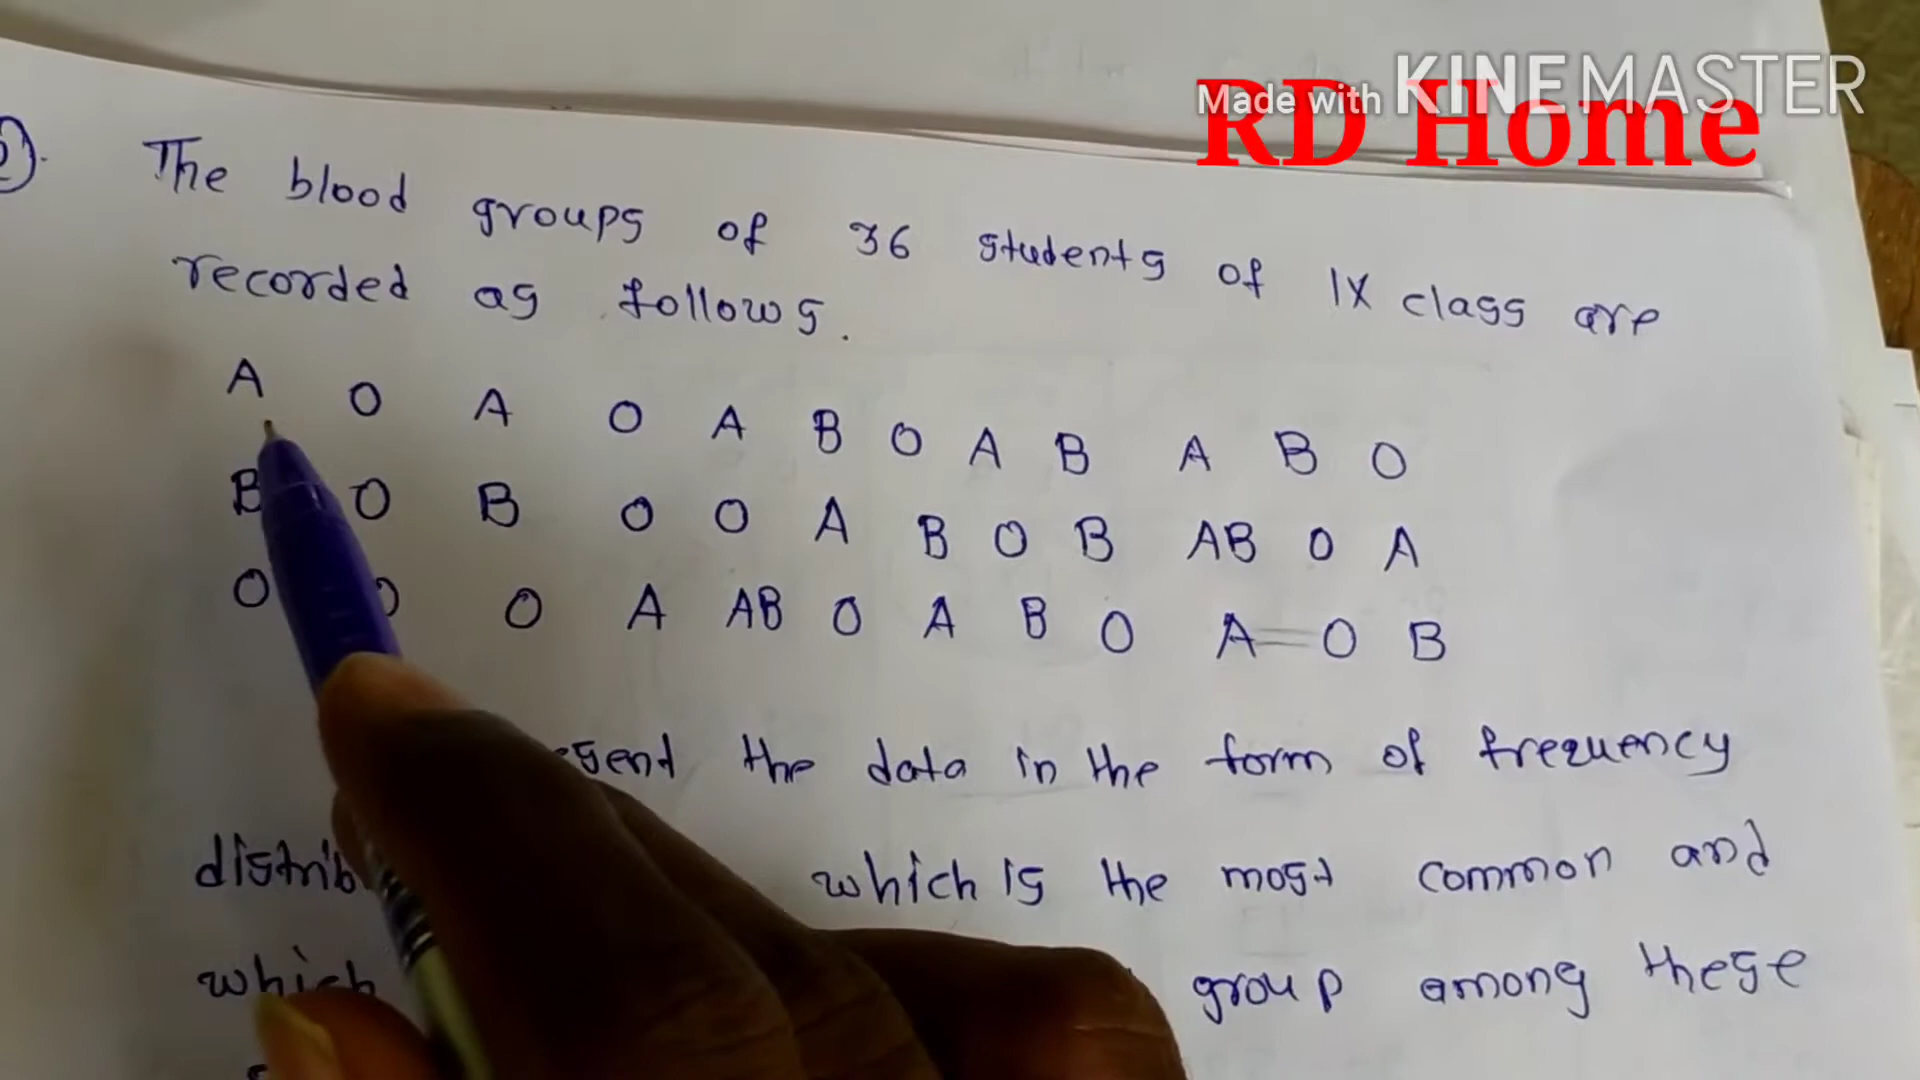 Made with KINEMASTER
RD Home
The blood groups of 36 students of IX class are
recorded as follows.
A O A O A B O A B A B O
B O B O O A B O B AB O A
O O O A AB O A B O A O B
the data in the form of frequency
which is the most common and
which group among these